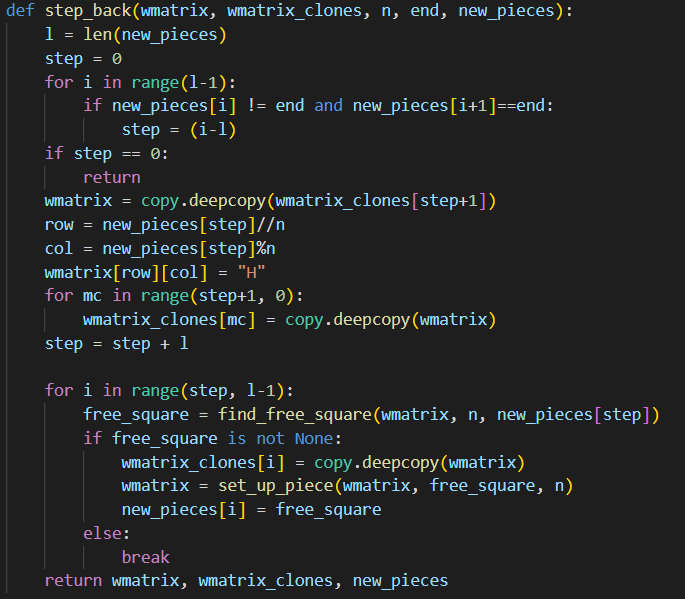 def step_back(wmatrix, wmatrix_clones, n, end, new_pieces):
    l = len(new_pieces)
    step = 0
    for i in range(l-1):
        if new_pieces[i] != end and new_pieces[i+1]==end:
            step = (i-l)
    if step == 0:
        return
    wmatrix = copy.deepcopy(wmatrix_clones[step+1])
    row = new_pieces[step]//n
    col = new_pieces[step]%n
    wmatrix[row][col] = "H"
    for mc in range(step+1, 0):
        wmatrix_clones[mc] = copy.deepcopy(wmatrix)
    step = step + l

    for i in range(step, l-1):
        free_square = find_free_square(wmatrix, n, new_pieces[step])
        if free_square is not None:
            wmatrix_clones[i] = copy.deepcopy(wmatrix)
            wmatrix = set_up_piece(wmatrix, free_square, n)
            new_pieces[i] = free_square
        else:
            break
    return wmatrix, wmatrix_clones, new_pieces